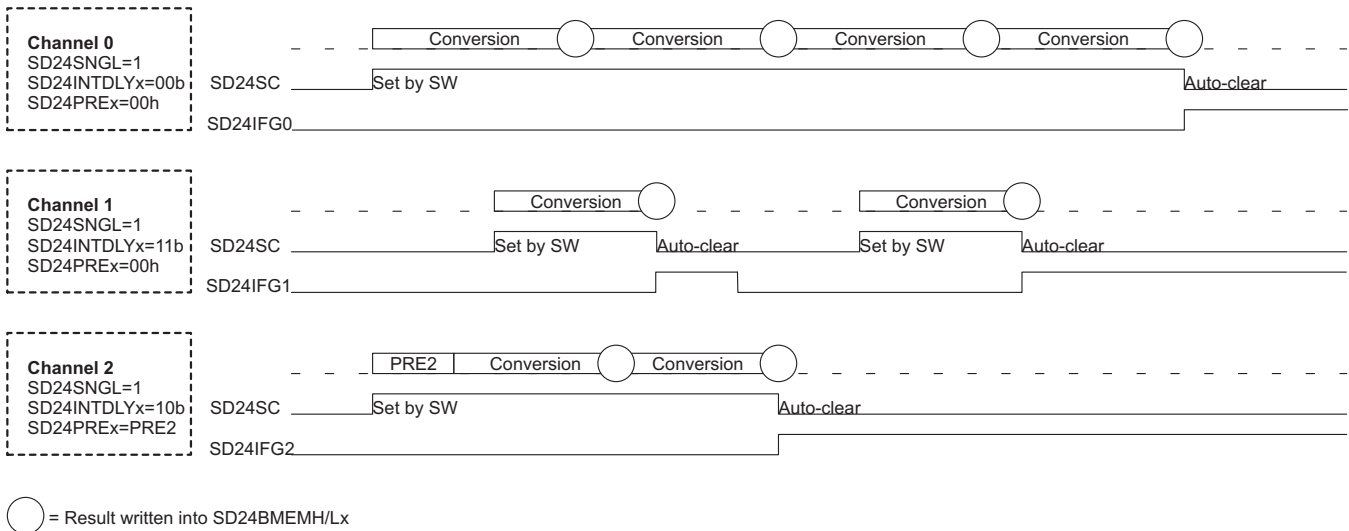 Channel 0
SD24SNGL=1
SD24INTDLYx=00b
SD24PREx=00h
Conversion Conversion Conversion Conversion
SD24SC Set by SW Auto-clear
SD24IFG0
Channel 1
SD24SNGL=1
SD24INTDLYx=11b
SD24PREx=00h
Conversion Conversion
SD24SC Set by SW Auto-clear Set by SW Auto-clear
SD24IFG1
Channel 2
SD24SNGL=1
SD24INTDLYx=10b
SD24PREx=PRE2
PRE2 Conversion Conversion
SD24SC Set by SW Auto-clear
SD24IFG2
= Result written into SD24BMEMH/Lx